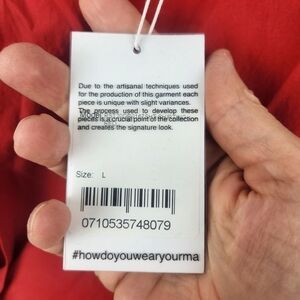 Due to the artisanal techniques used
for the production of this garment each
piece is unique with slight variances.
The process used to develop these
pieces is a crucial point of the collection
and creates the signature look.
Size: L
0710535748079
#howdoyouwearyourma